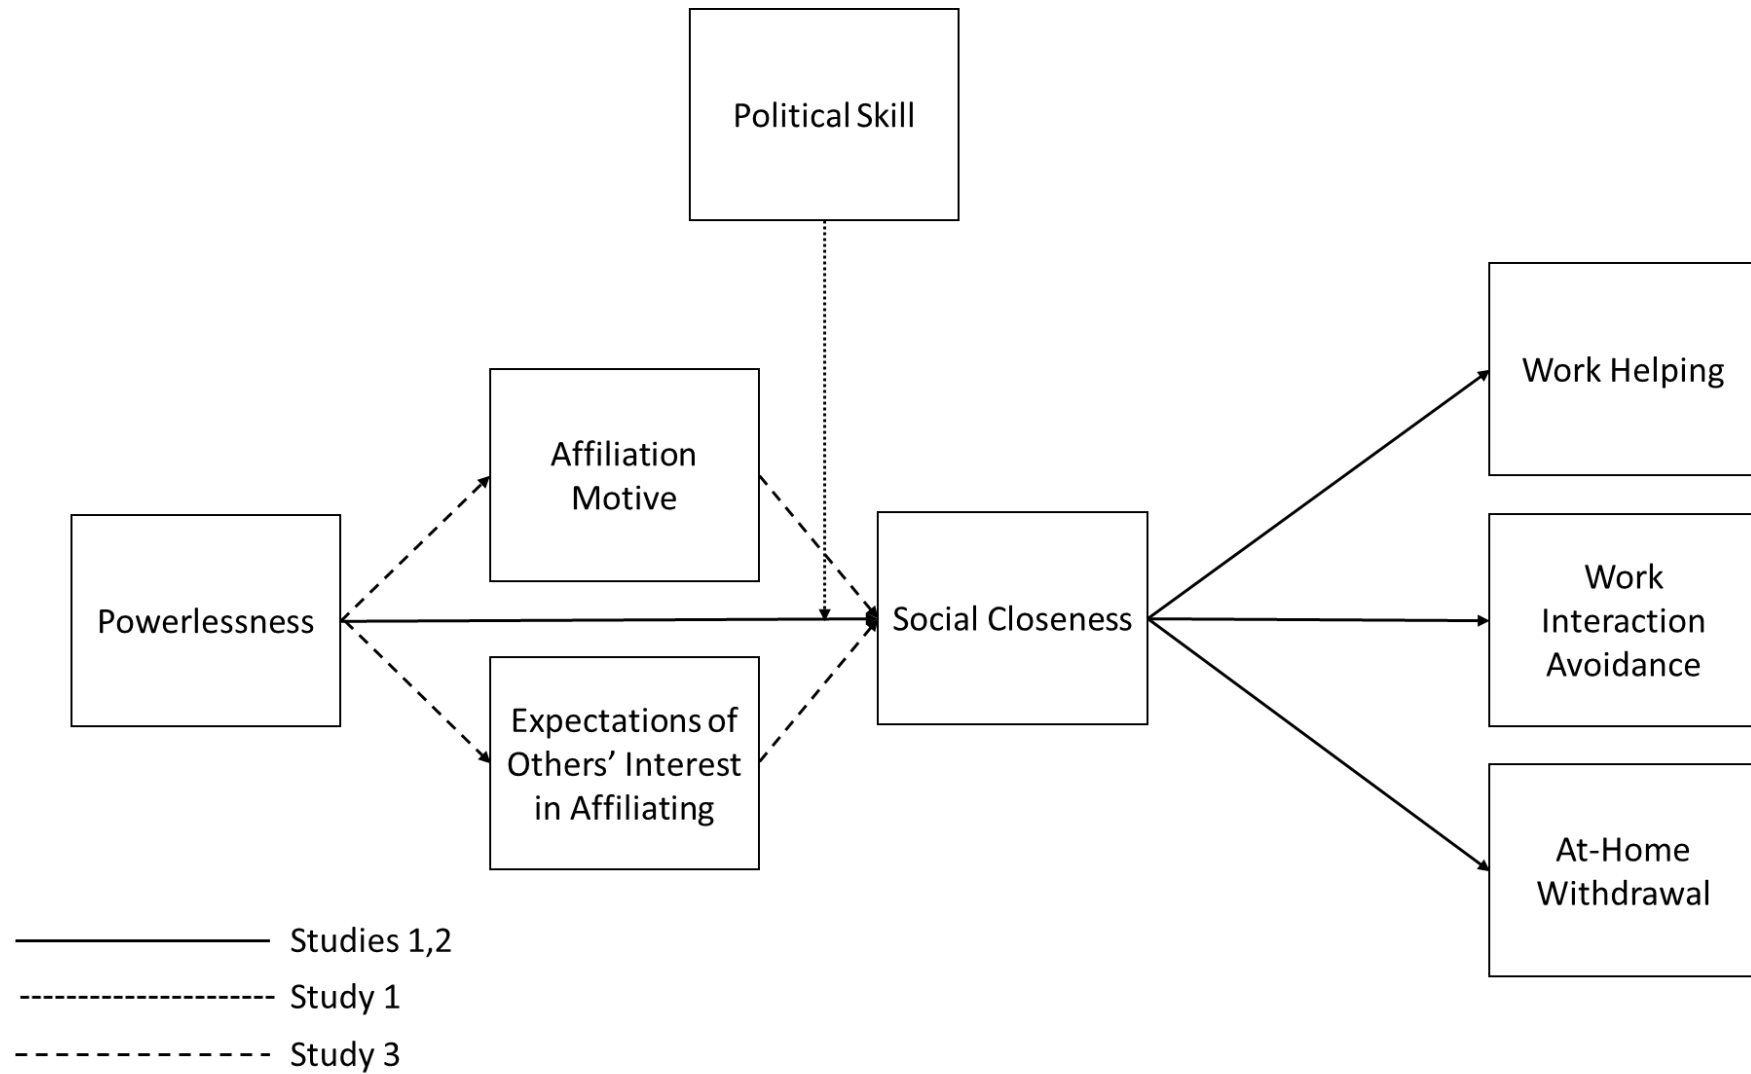 Political Skill
Work Helping
Affiliation
Motive
Work
Interaction
Avoidance
Powerlessness
Social Closeness
Expectations of
Others’ Interest
in Affiliating
At-Home
Withdrawal
Studies 1,2
Study 1
Study 3